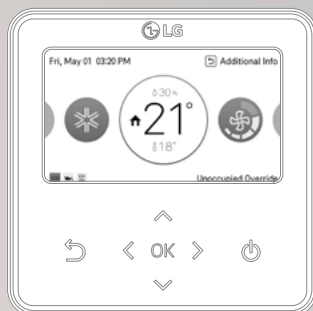 LG
Fri, May 01 03:20 PM
Additional Info
30%
21°
18°
Unoccupied Override
OK